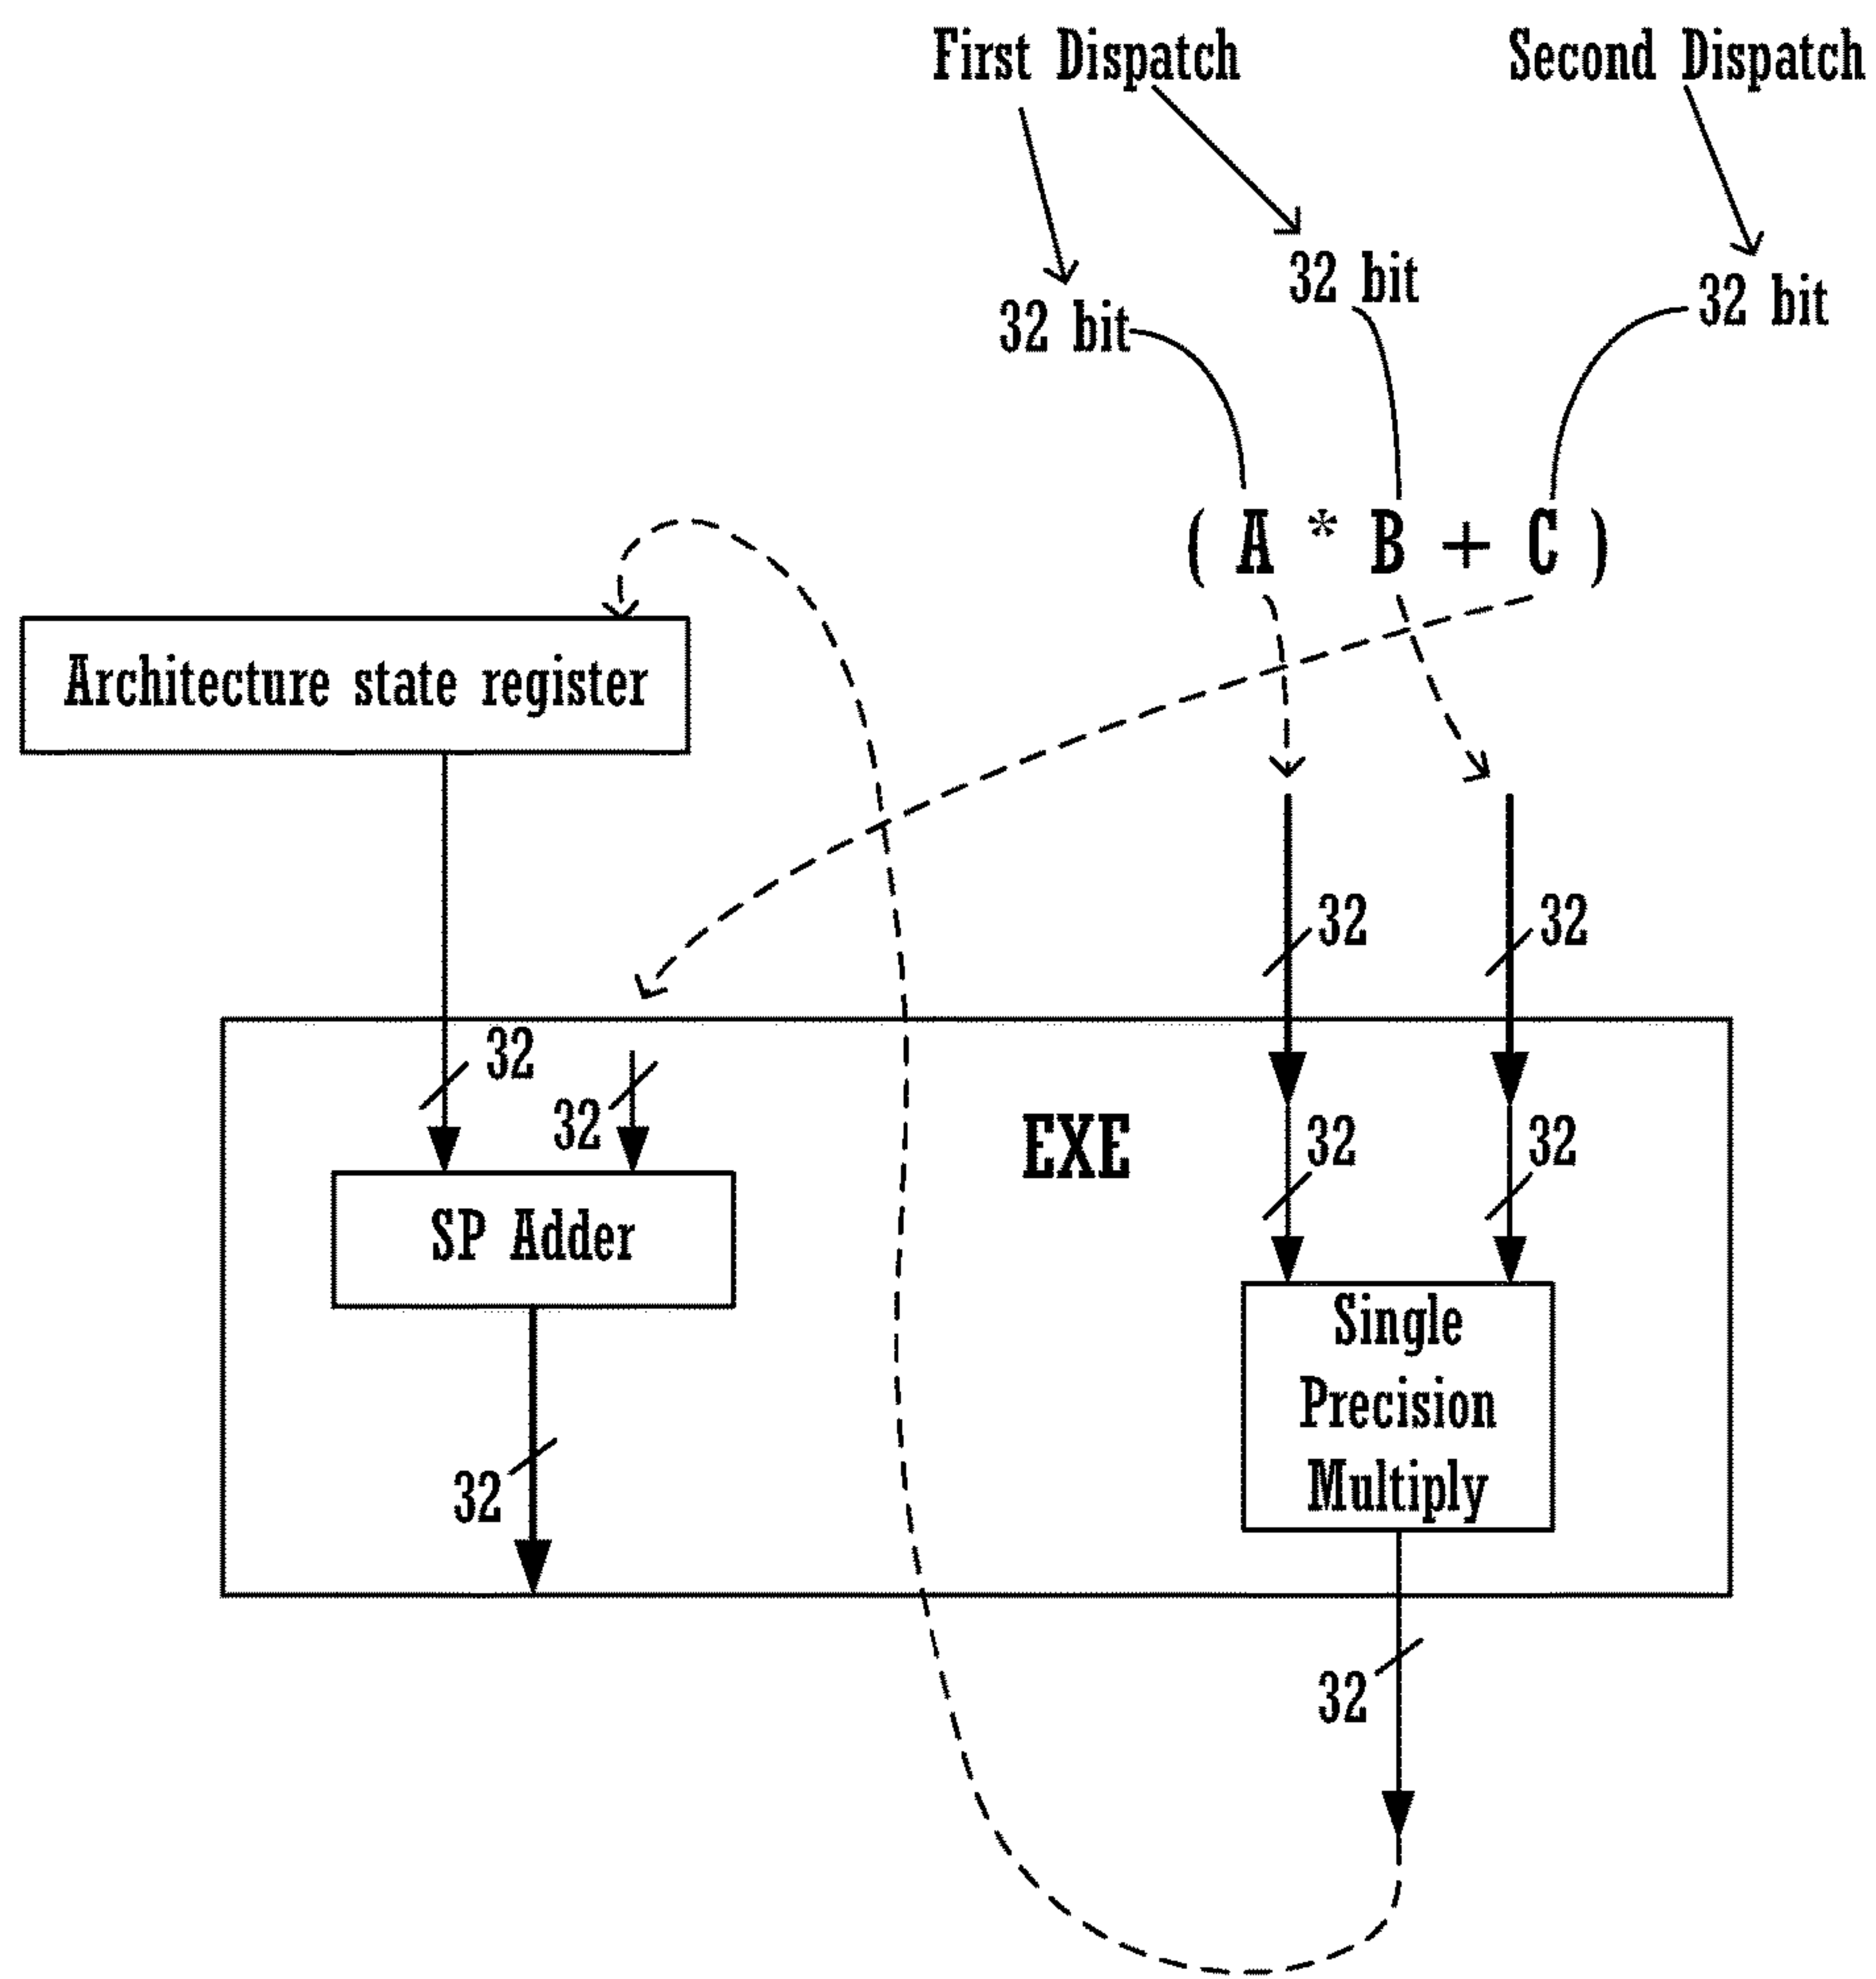 First Dispatch
Second Dispatch
32 bit
32 bit
32 bit
( A * B + C )
Architecture state register
32
32
32
32
EXE
32
32
SP Adder
Single
Precision
Multiply
32
32